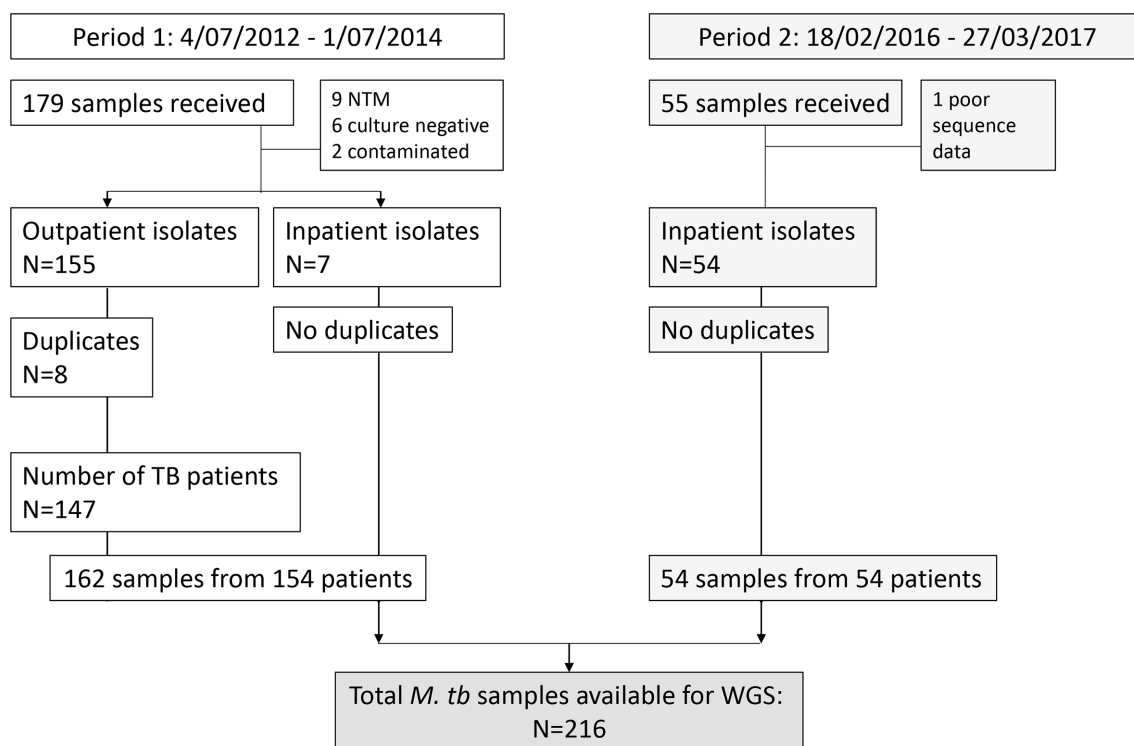 Period 1: 4/07/2012 - 1/07/2014
179 samples received
9 NTM
6 culture negative
2 contaminated
Outpatient isolates
N=155
Inpatient isolates
N=7
Duplicates
N=8
No duplicates
Number of TB patients
N=147
162 samples from 154 patients
Period 2: 18/02/2016 - 27/03/2017
55 samples received
1 poor
sequence
data
Inpatient isolates
N=54
No duplicates
54 samples from 54 patients
Total M. tb samples available for WGS:
N=216